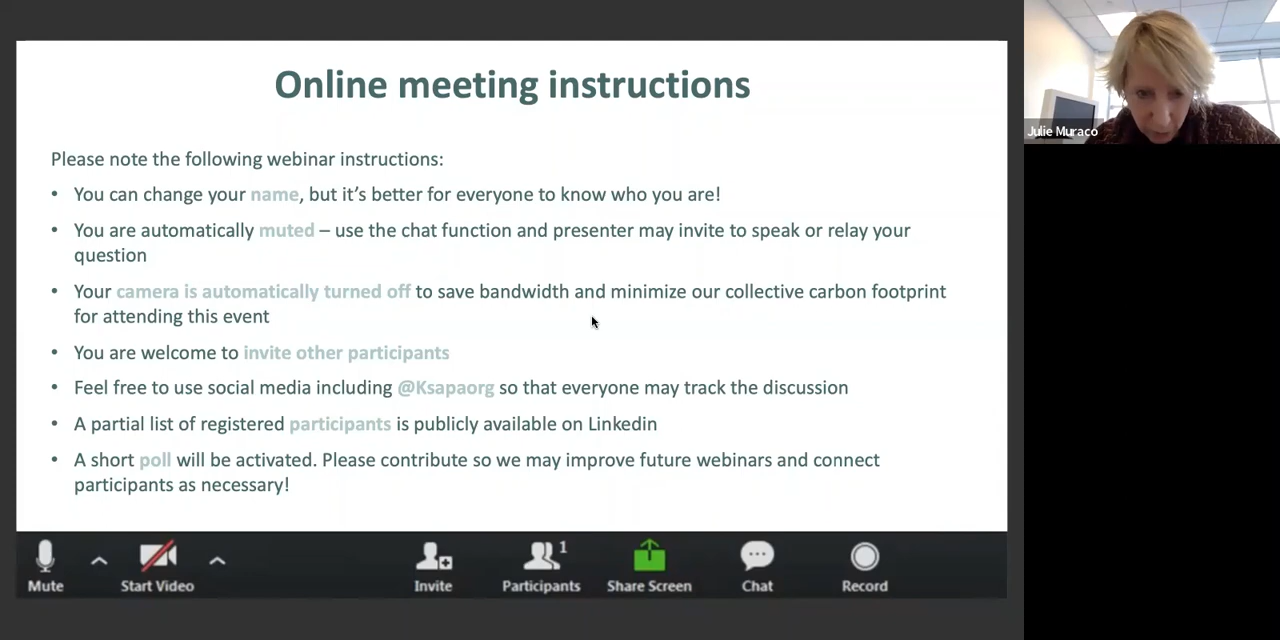 Online meeting instructions
Please note the following webinar instructions:
• You can change your name, but it’s better for everyone to know who you are!
• You are automatically muted – use the chat function and presenter may invite to speak or relay your
question
• Your camera is automatically turned off to save bandwidth and minimize our collective carbon footprint
for attending this event
• You are welcome to invite other participants
• Feel free to use social media including @Ksapaorg so that everyone may track the discussion
• A partial list of registered participants is publicly available on Linkedin
• A short poll will be activated. Please contribute so we may improve future webinars and connect
participants as necessary!
Mute
Start Video
Invite
1
Participants
Share Screen
Chat
Record
Julie Muraco